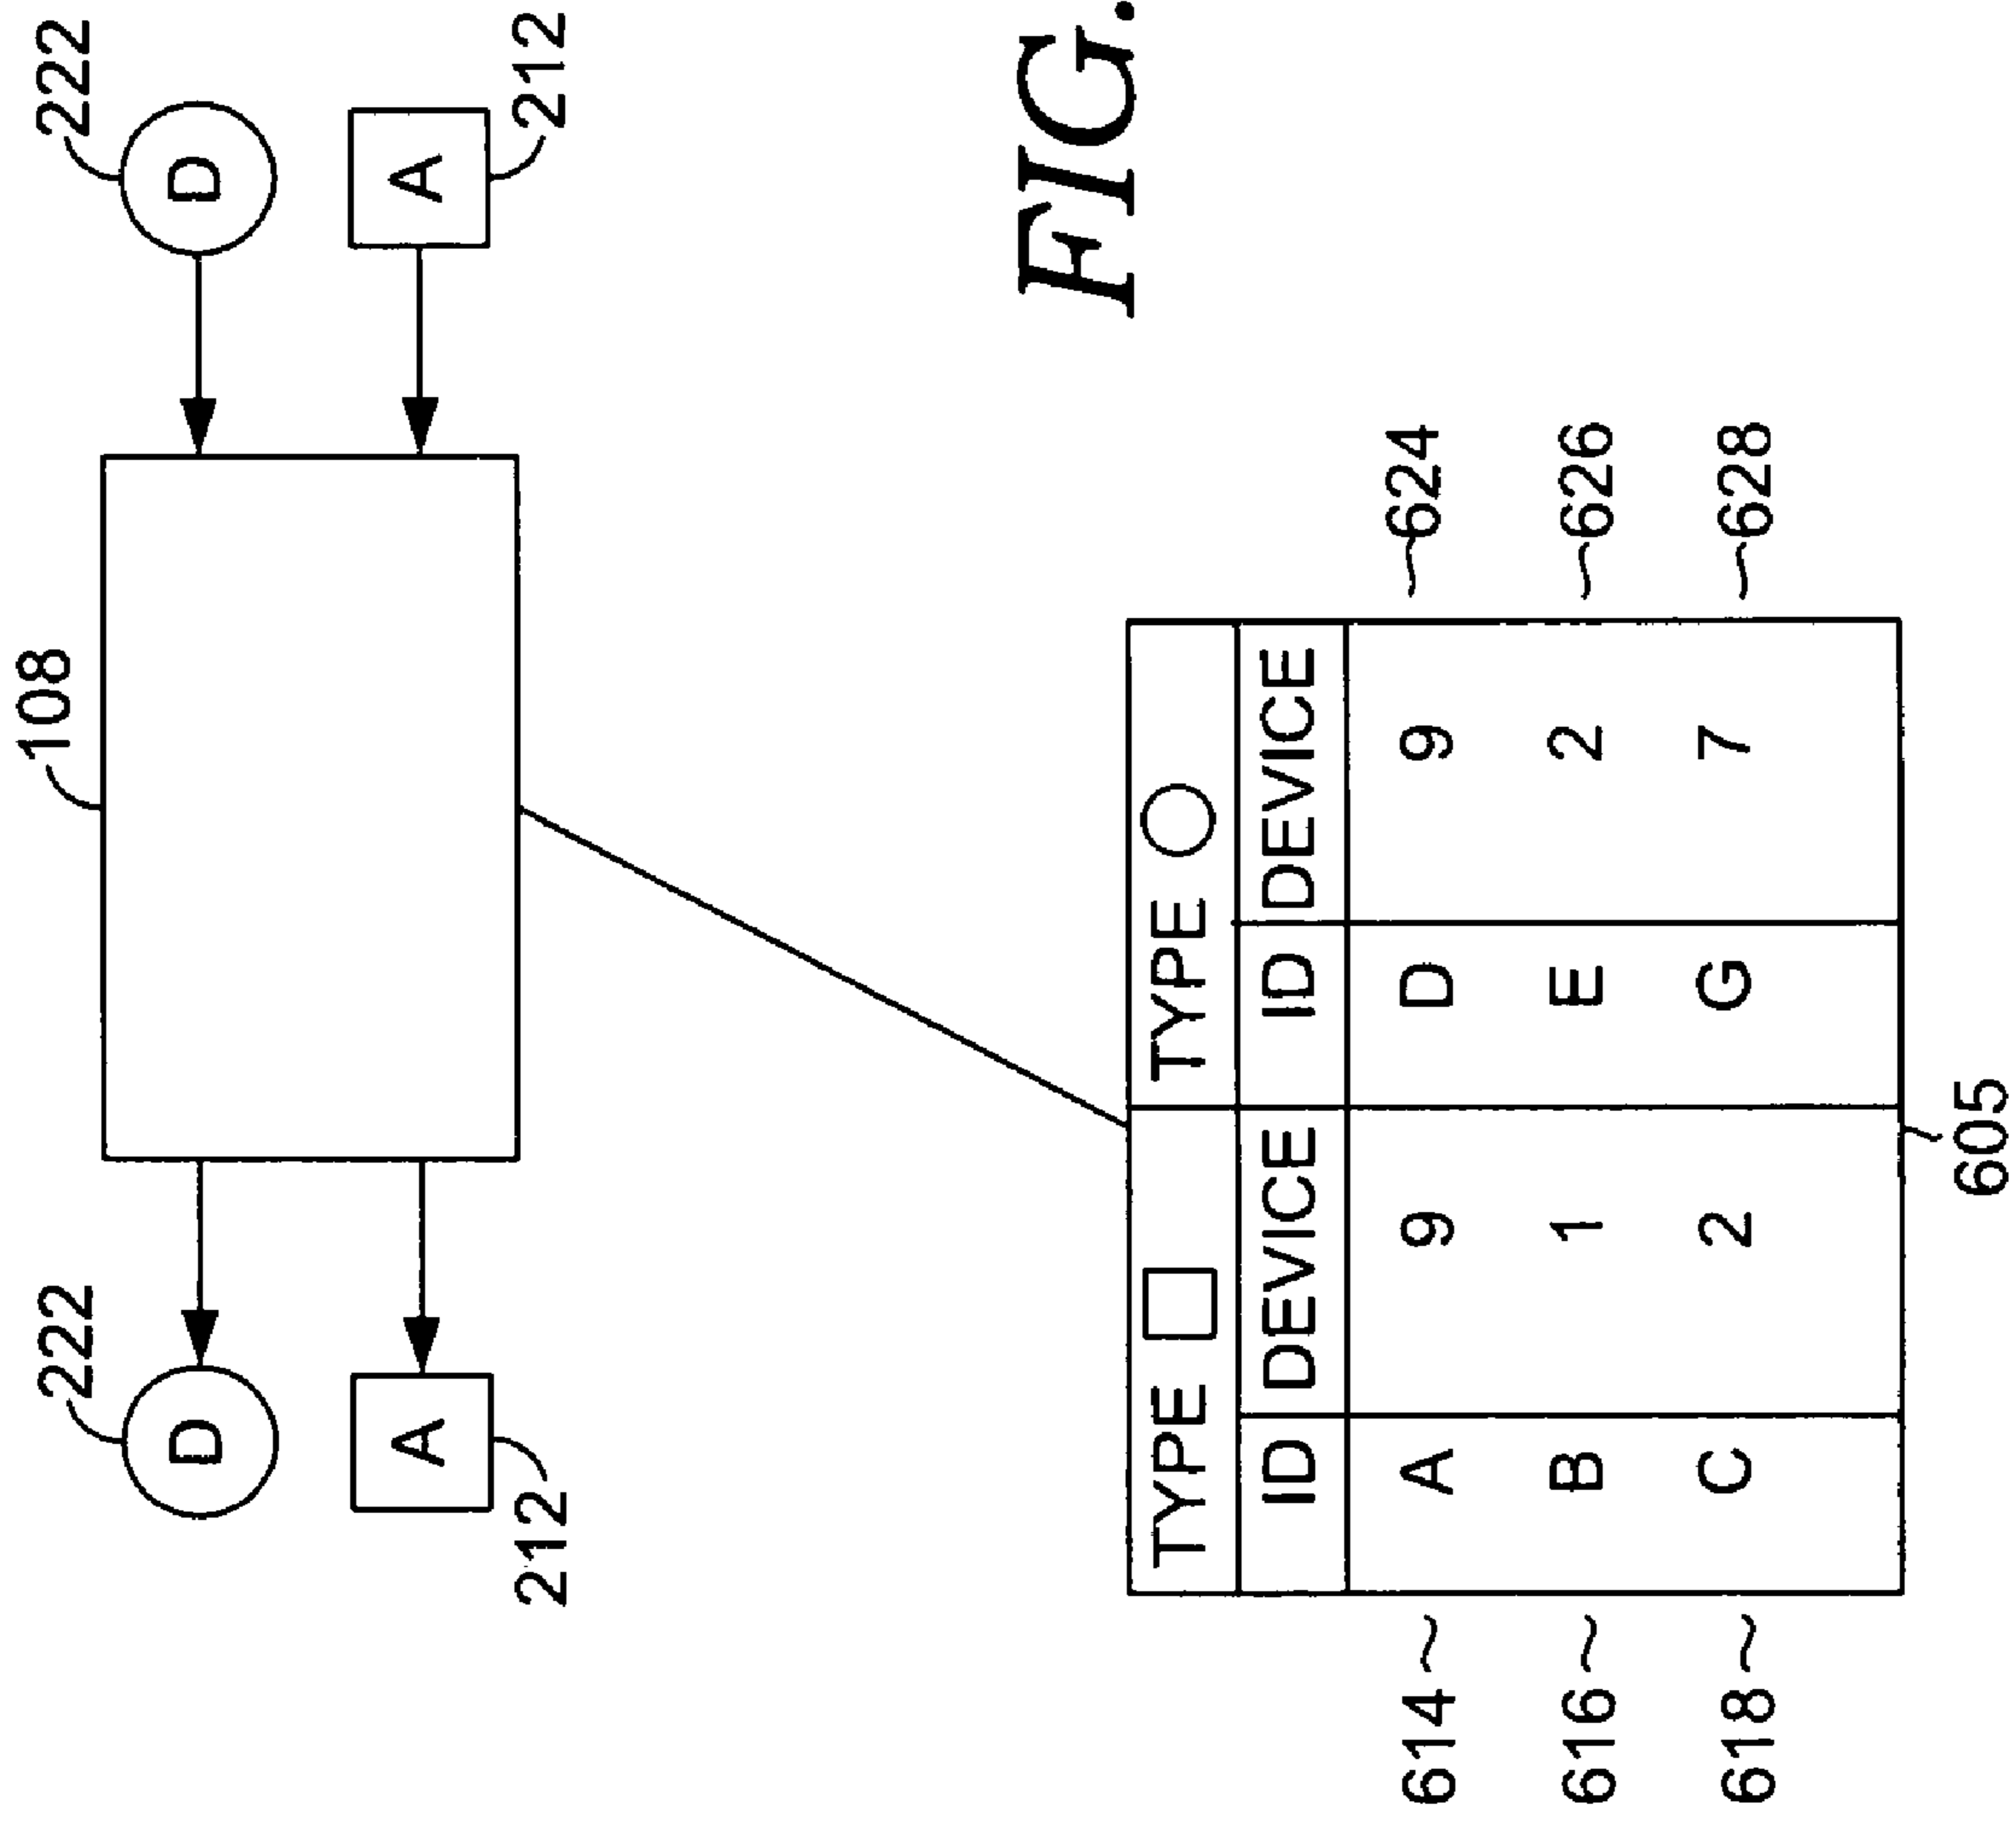 222 108 222
D D
A A
212 212
FIG.
TYPE TYPE
ID DEVICE ID DEVICE
614 A 9 D 9 624
616 B 1 E 2 626
618 C 2 G 7 628
605